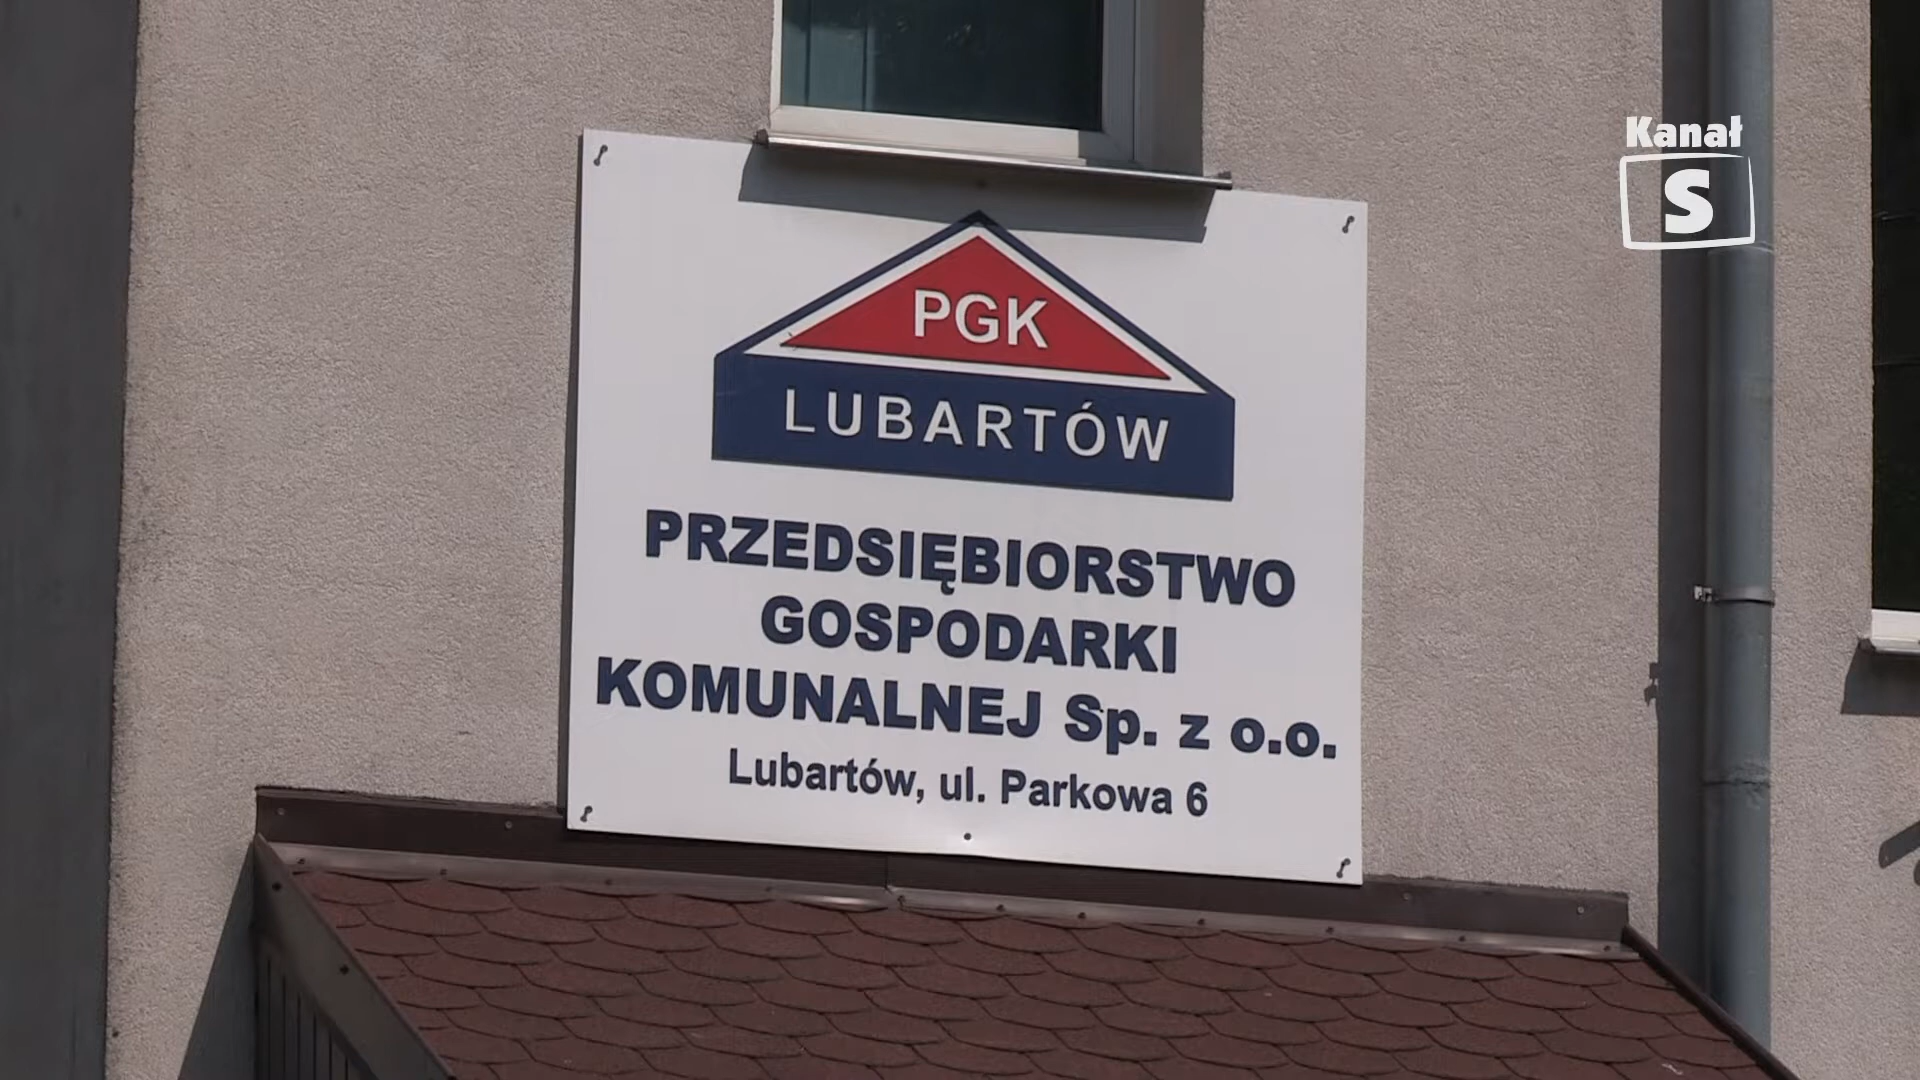 Kanał
S
PGK
LUBARTÓW
PRZEDSIĘBIORSTWO
GOSPODARKI
KOMUNALNEJ Sp. z o.o.
Lubartów, ul. Parkowa 6